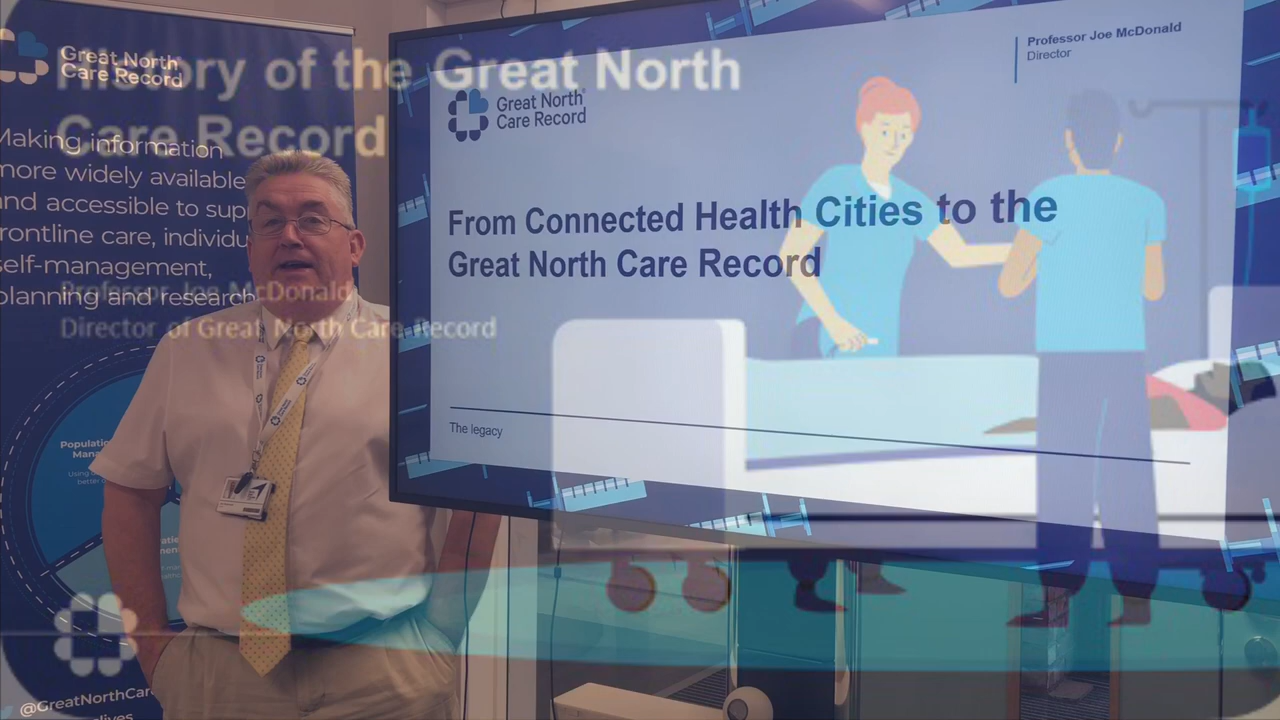 Great North
Care Record
Making information
more widely available
and accessible to sup
frontline care, individu
self-management,
planning and research
Populatio
Mana
@GreatNorthCare
History of the Great North
Care Record
Professor Joe McDonald
Director of Great North Care Record
Great North
Care Record
Professor Joe McDonald
Director
From Connected Health Cities to the
Great North Care Record
The legacy